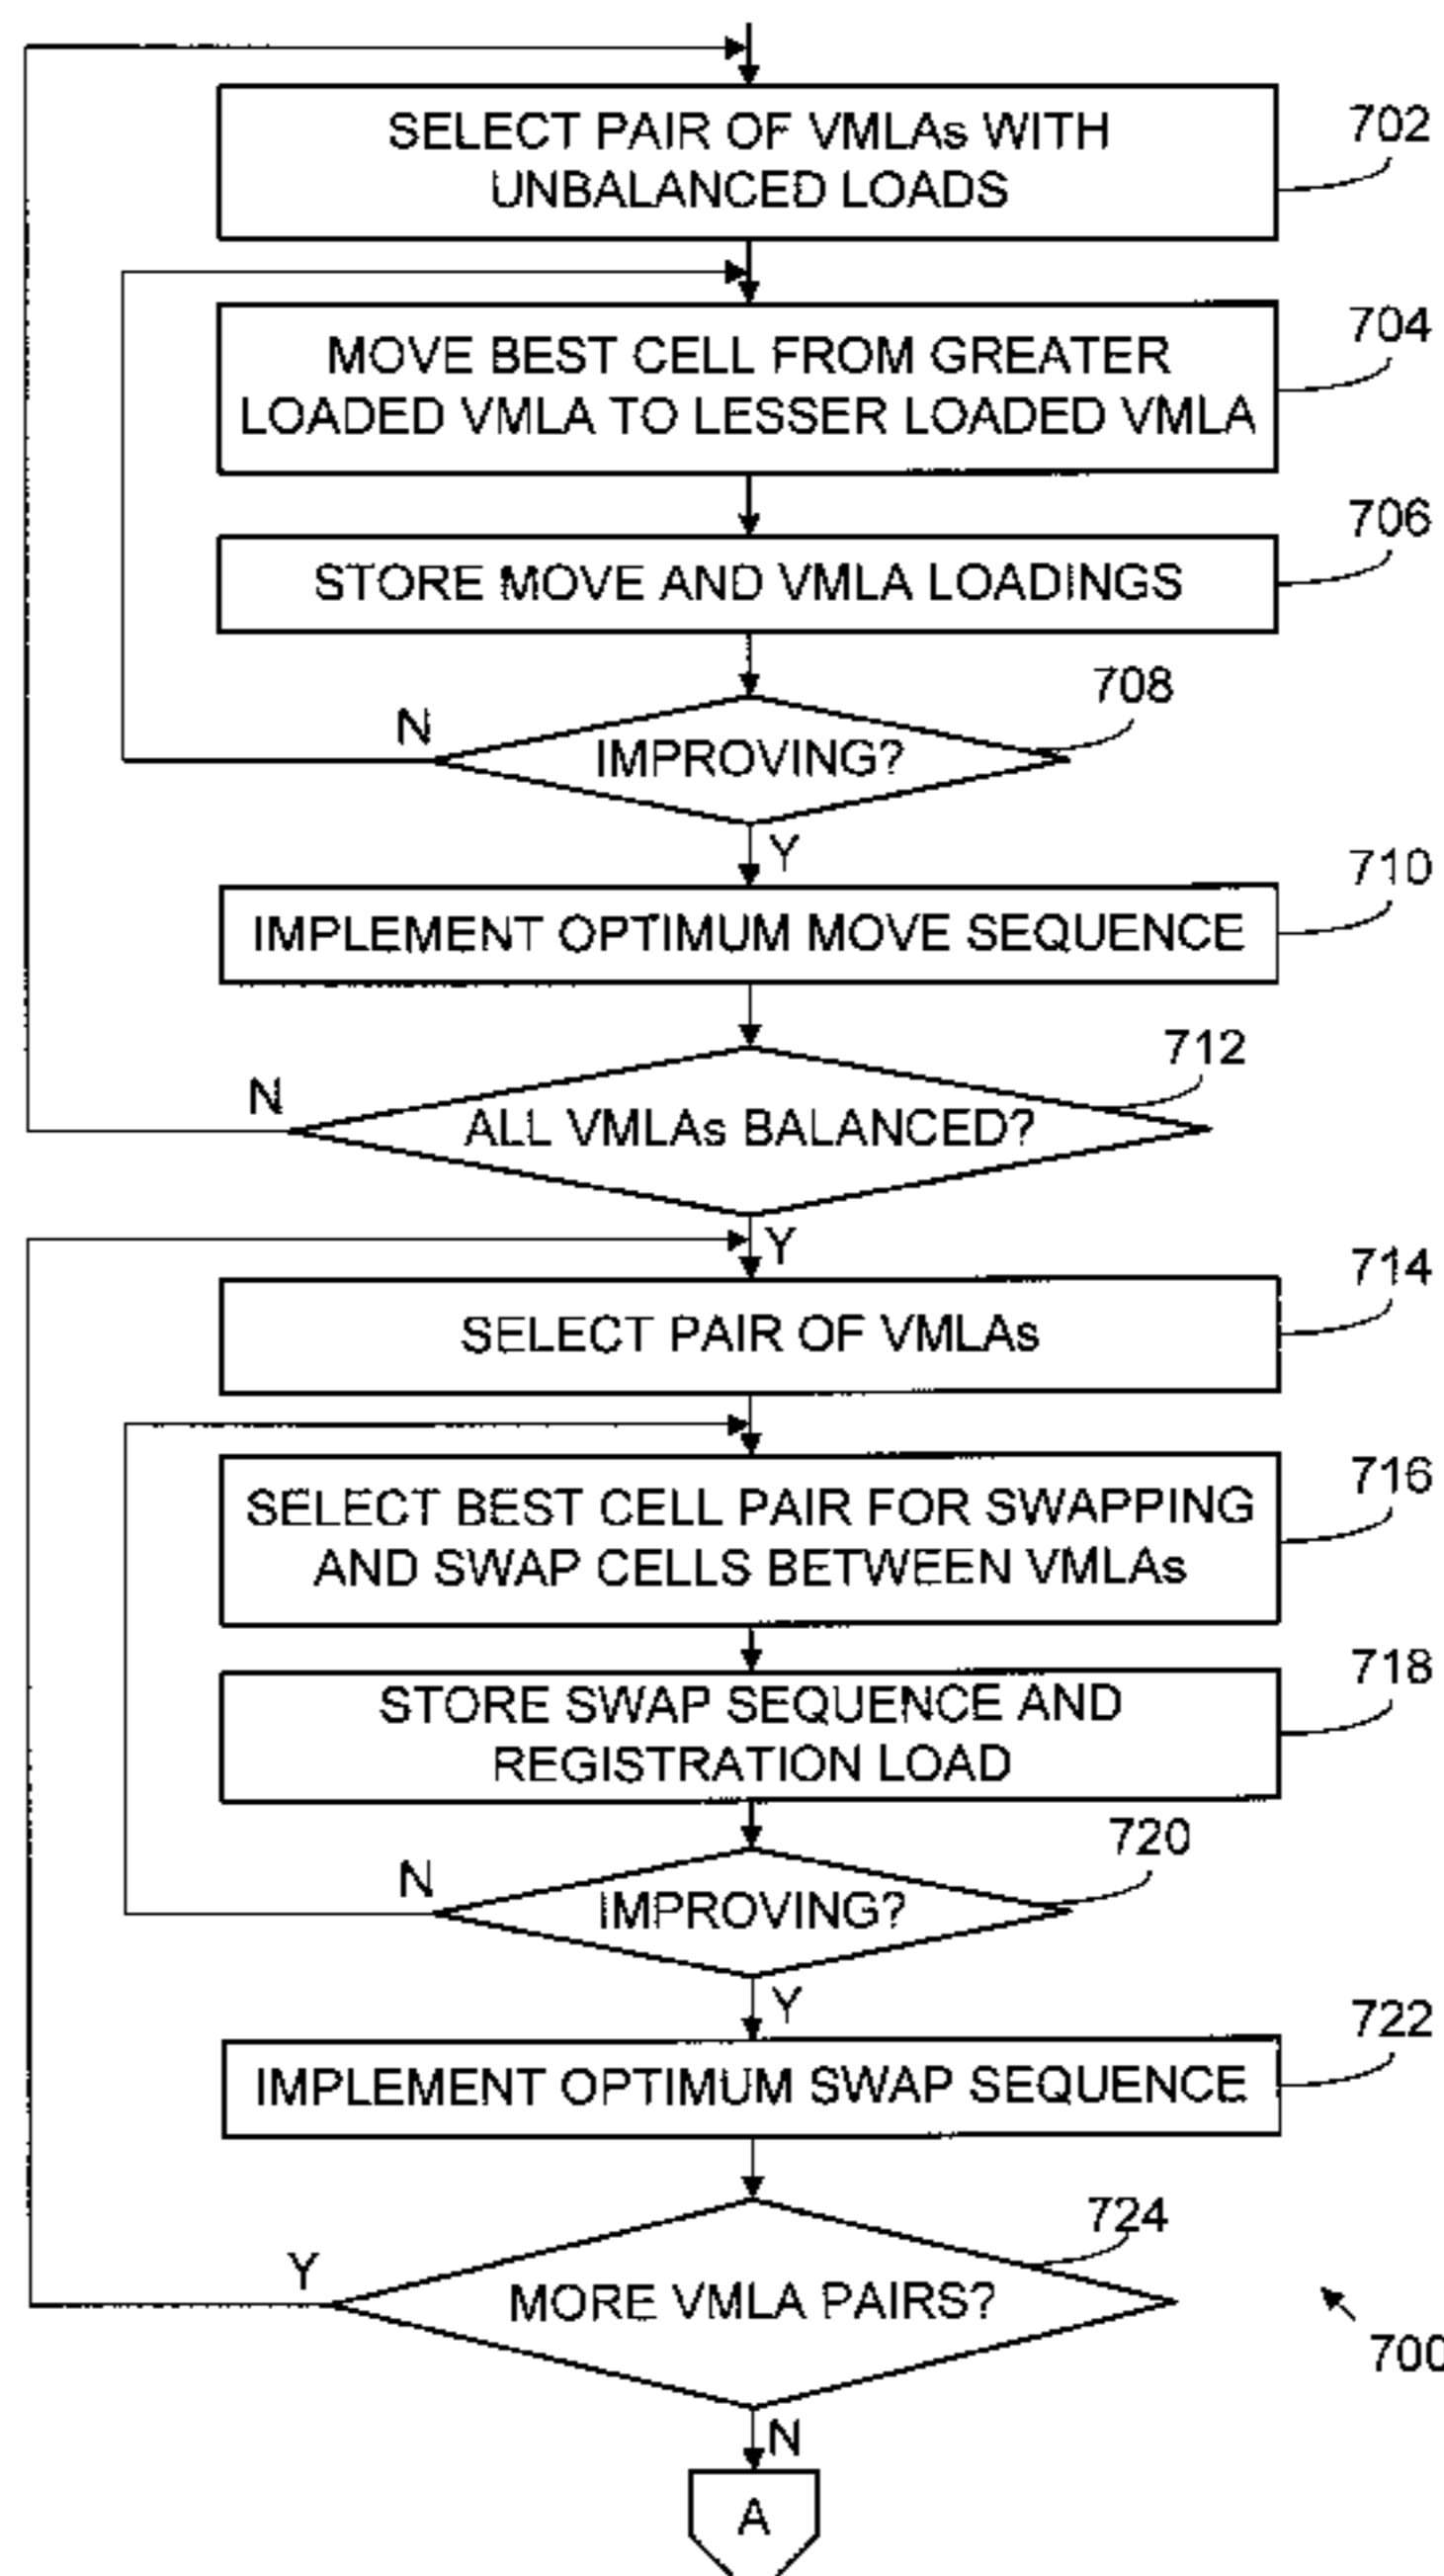 SELECT PAIR OF VMLAs WITH
UNBALANCED LOADS
702
MOVE BEST CELL FROM GREATER
LOADED VMLA TO LESSER LOADED VMLA
704
STORE MOVE AND VMLA LOADINGS
706
IMPROVING?
708
N
Y
IMPLEMENT OPTIMUM MOVE SEQUENCE
710
ALL VMLAs BALANCED?
712
N
Y
SELECT PAIR OF VMLAs
714
SELECT BEST CELL PAIR FOR SWAPPING
AND SWAP CELLS BETWEEN VMLAs
716
STORE SWAP SEQUENCE AND
REGISTRATION LOAD
718
IMPROVING?
720
N
Y
IMPLEMENT OPTIMUM SWAP SEQUENCE
722
MORE VMLA PAIRS?
724
Y
N
700
A